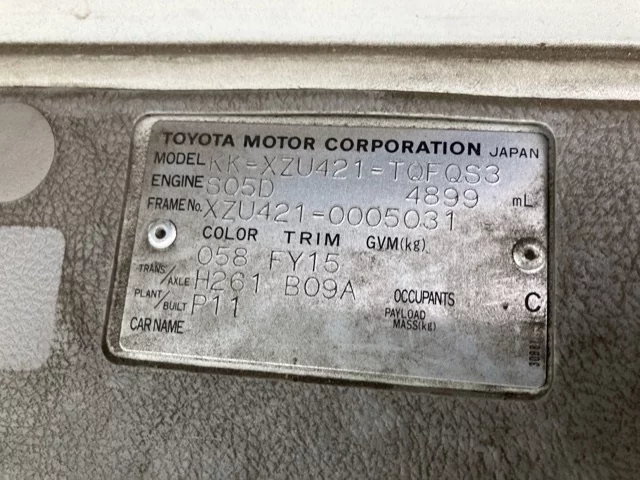 TOYOTA MOTOR CORPORATION JAPAN
MODEL KK-XZU421-TQFQS3
ENGINE S05D 4899 mL
FRAME No. XZU421-0005031
COLOR TRIM GVM(kg)
058 FY15
TRANS/AXLE H261 B09A
PLANT/BUILT P11
OCCUPANTS C
PAYLOAD MASS(kg)
CAR NAME